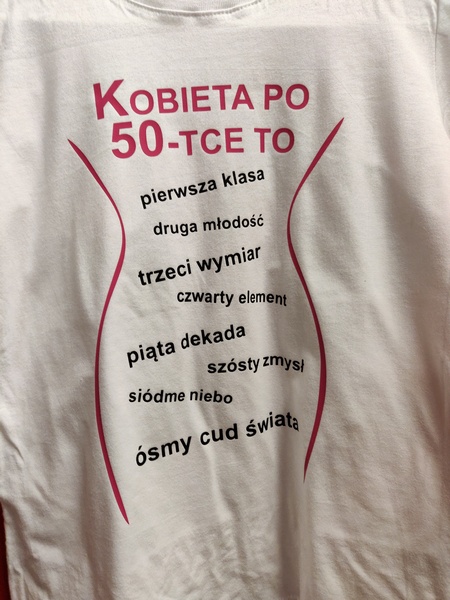 KOBIETA PO
50-TCE TO
pierwsza klasa
druga młodość
trzeci wymiar
czwarty element
piąta dekada
szósty zmysł
siódme niebo
ósmy cud świata